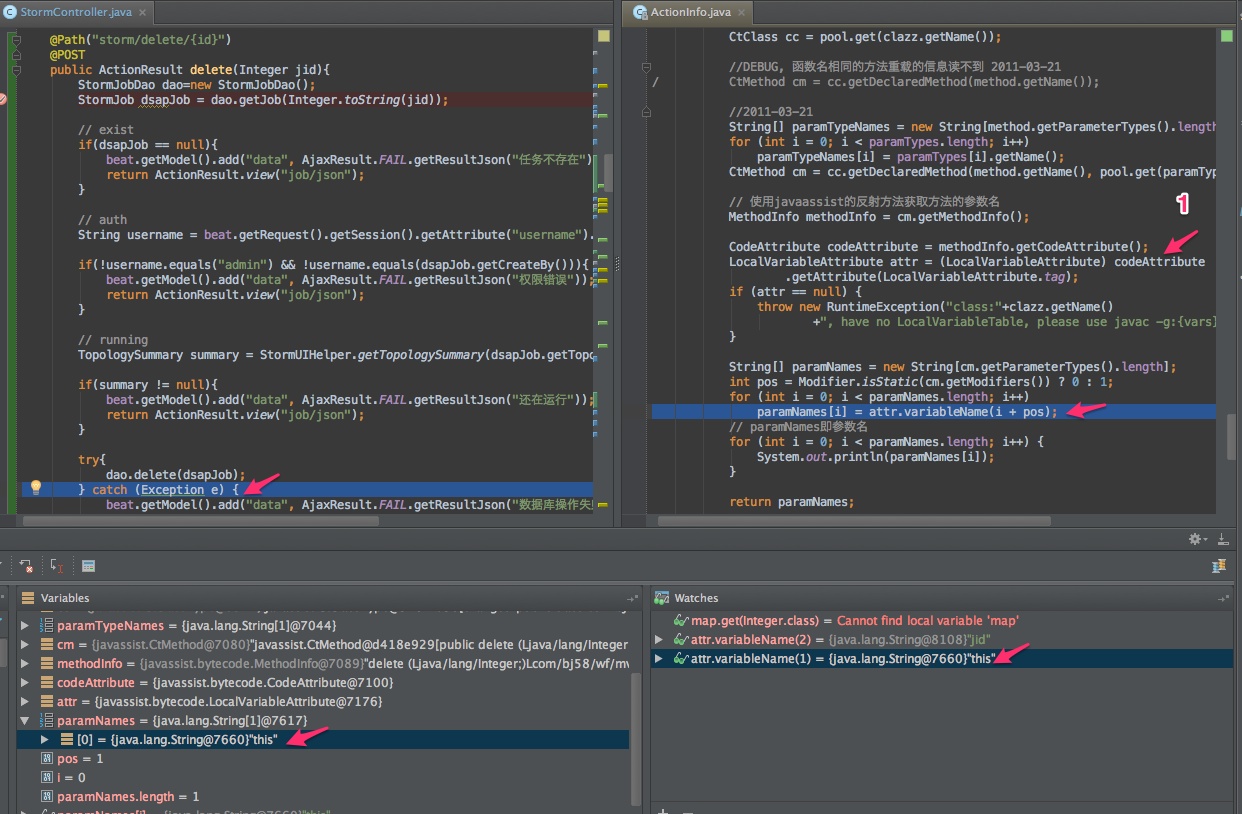 StormController.java
@Path("storm/delete/{id}")
@POST
public ActionResult delete(Integer jid){
StormJobDao dao=new StormJobDao();
StormJob dsapJob = dao.getJob(Integer.toString(jid));
// exist
if(dsapJob == null){
beat.getModel().add("data", AjaxResult.FAIL.getResultJson("任务不存在")
return ActionResult.view("job/json");
}
// auth
String username = beat.getRequest().getSession().getAttribute("username").
if(!username.equals("admin") && !username.equals(dsapJob.getCreateBy())){
beat.getModel().add("data", AjaxResult.FAIL.getResultJson("权限错误"));
return ActionResult.view("job/json");
}
// running
TopologySummary summary = StormUIHelper.getTopologySummary(dsapJob.getTopo
if(summary != null){
beat.getModel().add("data", AjaxResult.FAIL.getResultJson("还在运行"));
return ActionResult.view("job/json");
}
try{
dao.delete(dsapJob);
} catch (Exception e) {
beat.getModel().add("data", AjaxResult.FAIL.getResultJson("数据库操作失
ActionInfo.java
CtClass cc = pool.get(clazz.getName());
//DEBUG, 函数名相同的方法重载的信息读不到 2011-03-21
/ CtMethod cm = cc.getDeclaredMethod(method.getName());
//2011-03-21
String[] paramTypeNames = new String[method.getParameterTypes().length
for (int i = 0; i < paramTypes.length; i++)
paramTypeNames[i] = paramTypes[i].getName();
CtMethod cm = cc.getDeclaredMethod(method.getName(), pool.get(paramTyp
// 使用javaassist的反射方法获取方法的参数名
1
MethodInfo methodInfo = cm.getMethodInfo();
CodeAttribute codeAttribute = methodInfo.getCodeAttribute();
LocalVariableAttribute attr = (LocalVariableAttribute) codeAttribute
.getAttribute(LocalVariableAttribute.tag);
if (attr == null) {
throw new RuntimeException("class:"+clazz.getName()
+", have no LocalVariableTable, please use javac -g:{vars}
}
String[] paramNames = new String[cm.getParameterTypes().length];
int pos = Modifier.isStatic(cm.getModifiers()) ? 0 : 1;
for (int i = 0; i < paramNames.length; i++)
paramNames[i] = attr.variableName(i + pos);
// paramNames即参数名
for (int i = 0; i < paramNames.length; i++) {
System.out.println(paramNames[i]);
}
return paramNames;
Variables
paramTypeNames = {java.lang.String[1]@7044}
cm = {javassist.CtMethod@7080}"javassist.CtMethod@d418e929[public delete (Ljava/lang/Integer
methodInfo = {javassist.bytecode.MethodInfo@7089}"delete (Ljava/lang/Integer;)Lcom/bj58/wf/mv
codeAttribute = {javassist.bytecode.CodeAttribute@7100}
attr = {javassist.bytecode.LocalVariableAttribute@7176}
paramNames = {java.lang.String[1]@7617}
[0] = {java.lang.String@7660}"this"
pos = 1
i = 0
paramNames.length = 1
Watches
map.get(Integer.class) = Cannot find local variable 'map'
attr.variableName(2) = {java.lang.String@8108}"jid"
attr.variableName(1) = {java.lang.String@7660}"this"